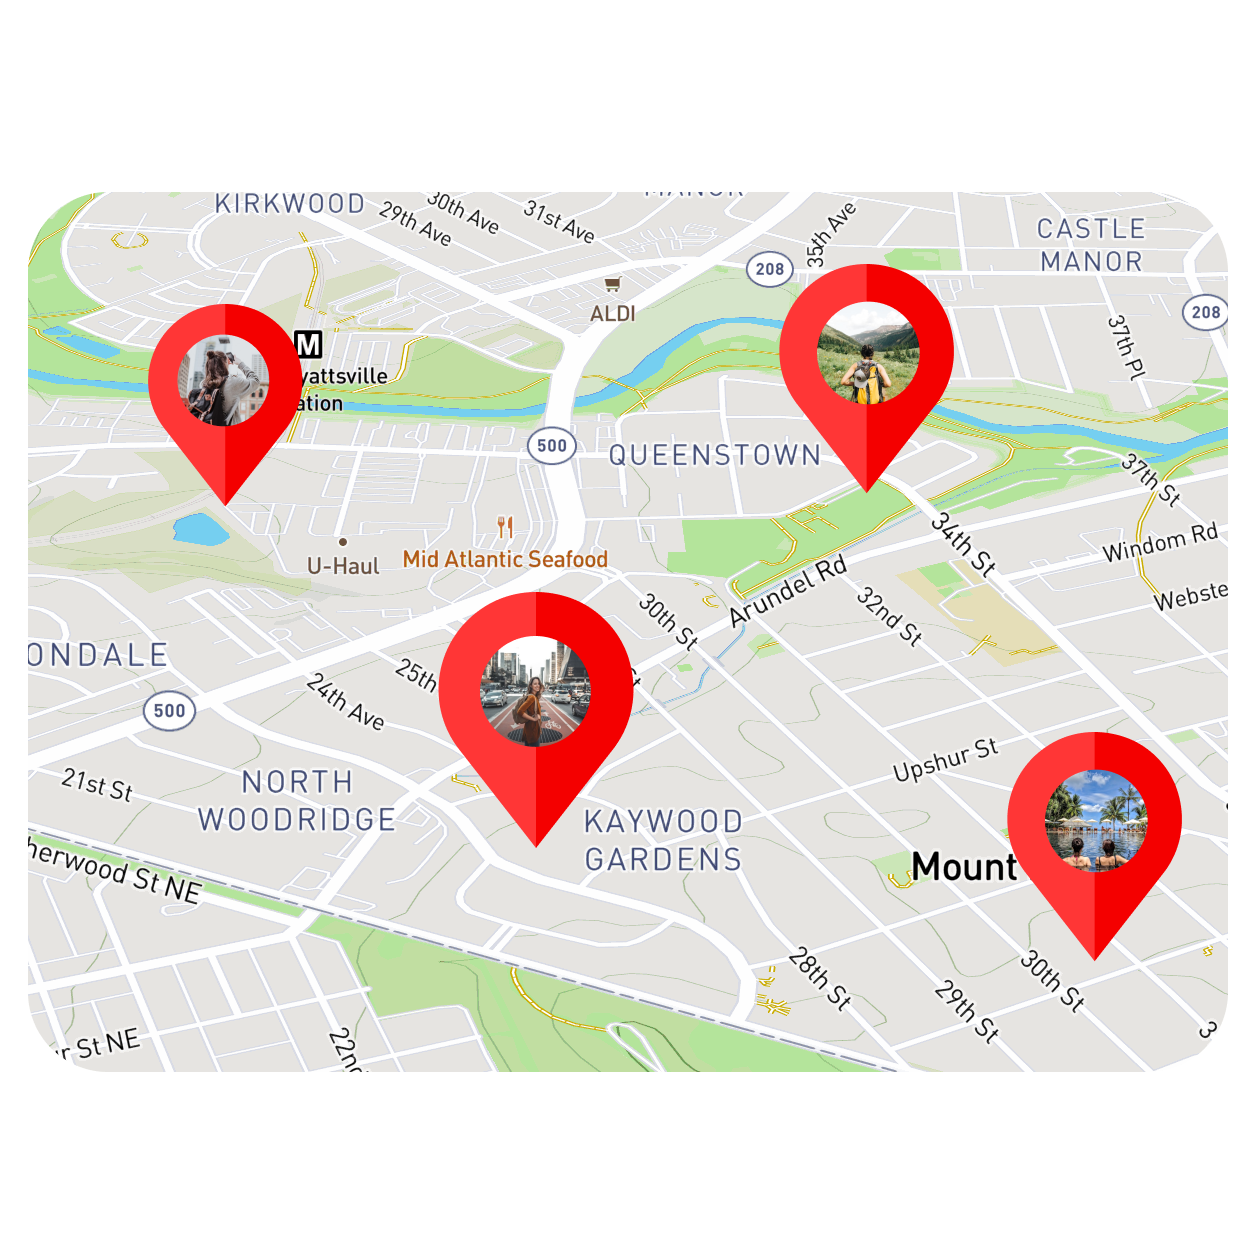 KIRKWOOD
29th Ave
30th Ave
31st Ave
MANOR
35th Ave
208
CASTLE
MANOR
208
ALDI
37th Pl
M
yattsville
ation
500
QUEENSTOWN
37th St
34th St
Windom Rd
Webste
U-Haul
Mid Atlantic Seafood
Arundel Rd
30th St
32nd St
ONDALE
25th
24th Ave
500
Upshur St
21st St
NORTH
WOODRIDGE
KAYWOOD
GARDENS
Mount
herwood St NE
28th St
29th St
30th St
3
22nd
r St NE